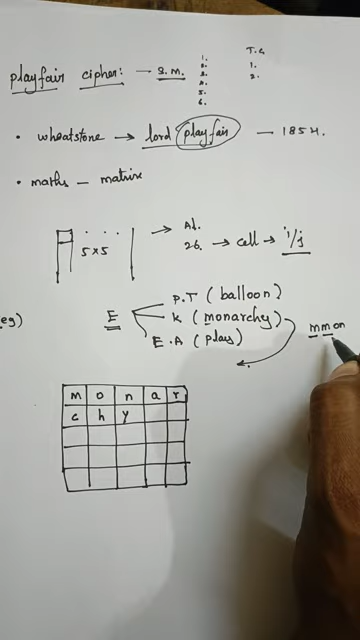 playfair cipher: — S.M.
1.
2.
3.
4.
5.
6.
T.C
1.
2.
• wheatstone → lord playfair — 1854.
• maths — matrix
5×5 → Al.
26. → cell → i/j
eg) E
P.T (balloon)
K (monarchy)
E.A (plays)
mmon
m o n a r
c h y